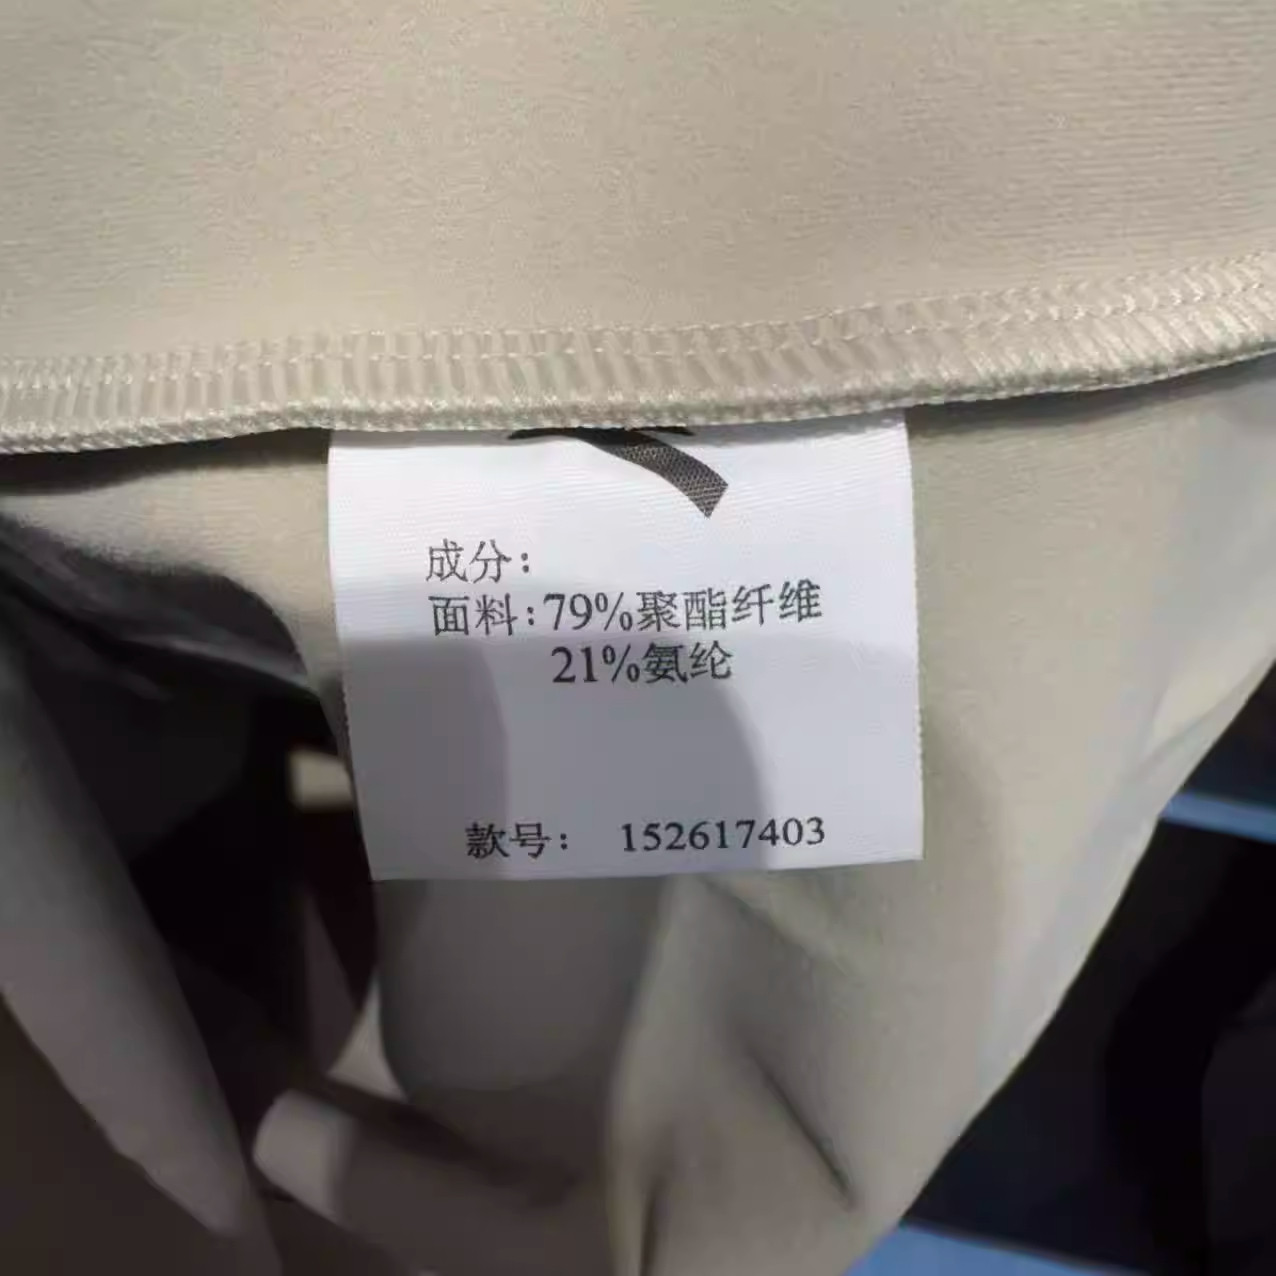 成分:
面料:79%聚酯纤维
21%氨纶
款号: 152617403